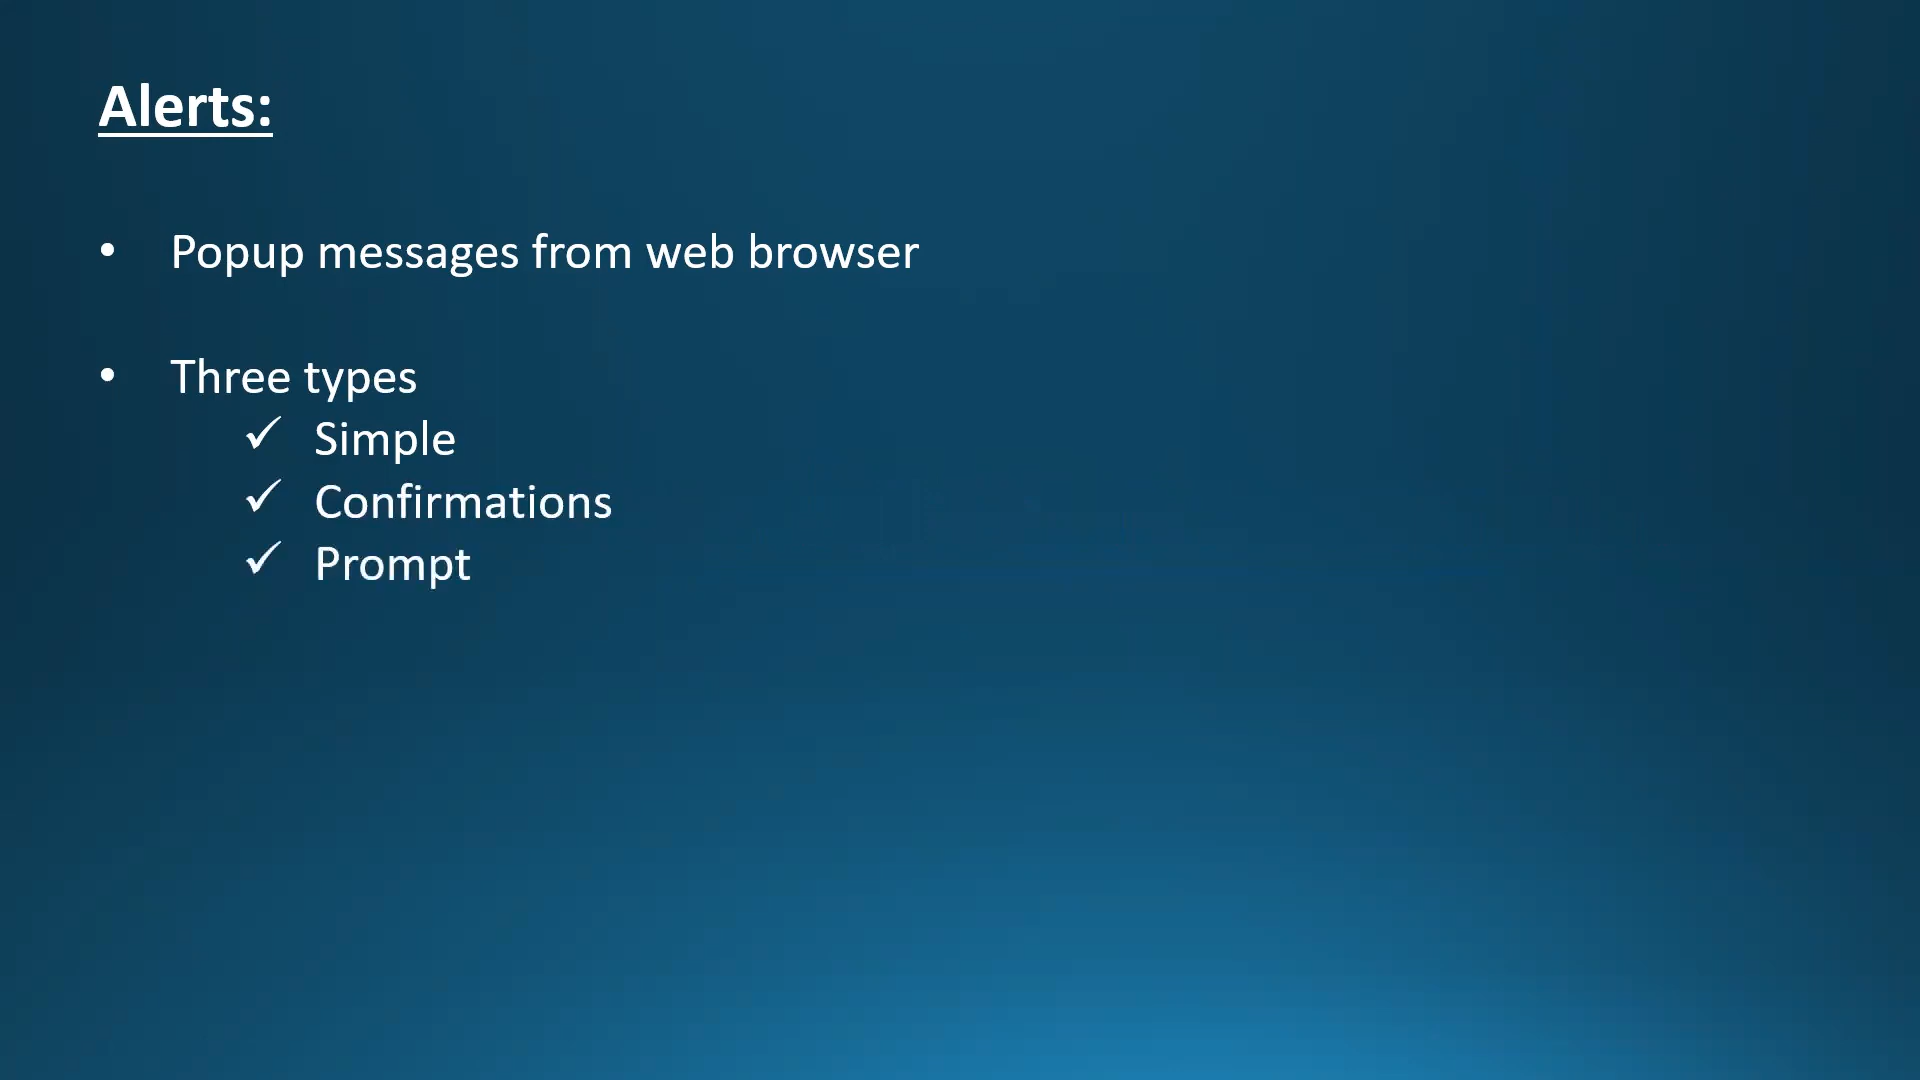 Alerts:
• Popup messages from web browser
• Three types
✓ Simple
✓ Confirmations
✓ Prompt